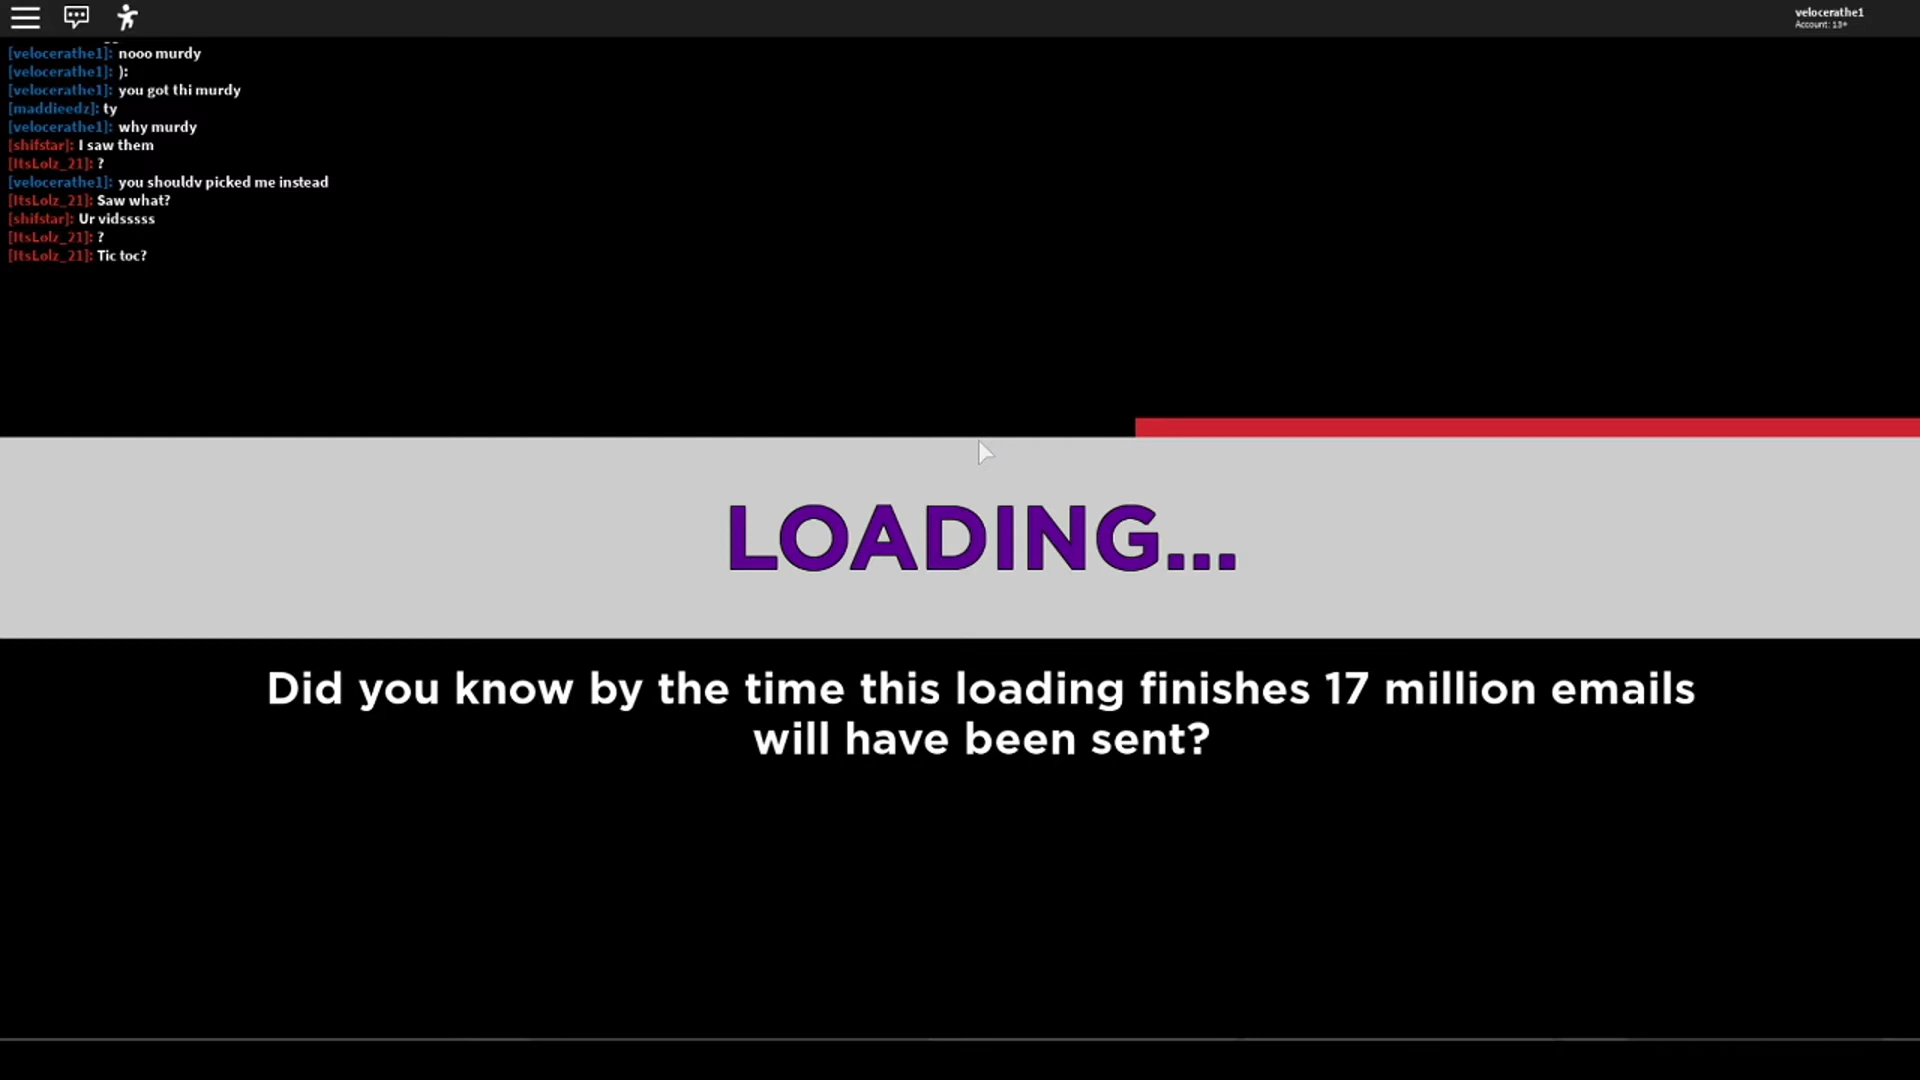 velocerathe1
Account: 13+
[velocerathe1]: nooo murdy
[velocerathe1]: ):
[velocerathe1]: you got thi murdy
[maddieedz]: ty
[velocerathe1]: why murdy
[shifstar]: I saw them
[ItsLolz_21]: ?
[velocerathe1]: you shouldv picked me instead
[ItsLolz_21]: Saw what?
[shifstar]: Ur vidsssss
[ItsLolz_21]: ?
[ItsLolz_21]: Tic toc?
LOADING...
Did you know by the time this loading finishes 17 million emails
will have been sent?